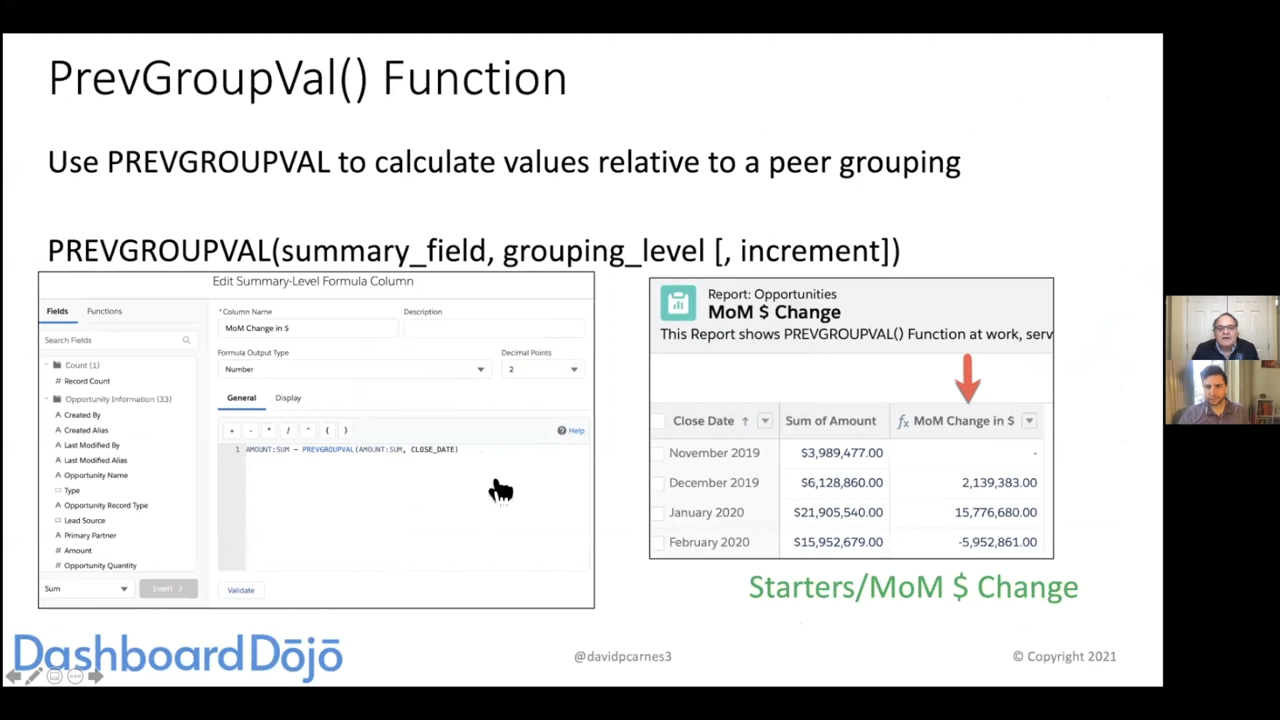 PrevGroupVal() Function
Use PREVGROUPVAL to calculate values relative to a peer grouping
PREVGROUPVAL(summary_field, grouping_level [, increment])
Edit Summary-Level Formula Column
Fields
Functions
Search Fields
Count (1)
# Record Count
Opportunity Information (33)
A Created By
A Created Alias
A Last Modified By
A Last Modified Alias
A Opportunity Name
Type
A Opportunity Record Type
Lead Source
A Primary Partner
# Amount
# Opportunity Quantity
Sum
Insert
*Column Name
Description
MoM Change in $
Formula Output Type
Decimal Points
Number
2
General
Display
+ - * / ^ ( )
Help
1 AMOUNT:SUM - PREVGROUPVAL(AMOUNT:SUM, CLOSE_DATE)
Validate
Report: Opportunities
MoM $ Change
This Report shows PREVGROUPVAL() Function at work, serv
Close Date ↑ Sum of Amount fx MoM Change in $
November 2019 $3,989,477.00 -
December 2019 $6,128,860.00 2,139,383.00
January 2020 $21,905,540.00 15,776,680.00
February 2020 $15,952,679.00 -5,952,861.00
Starters/MoM $ Change
DashboardDōjō
@davidpcarnes3
© Copyright 2021